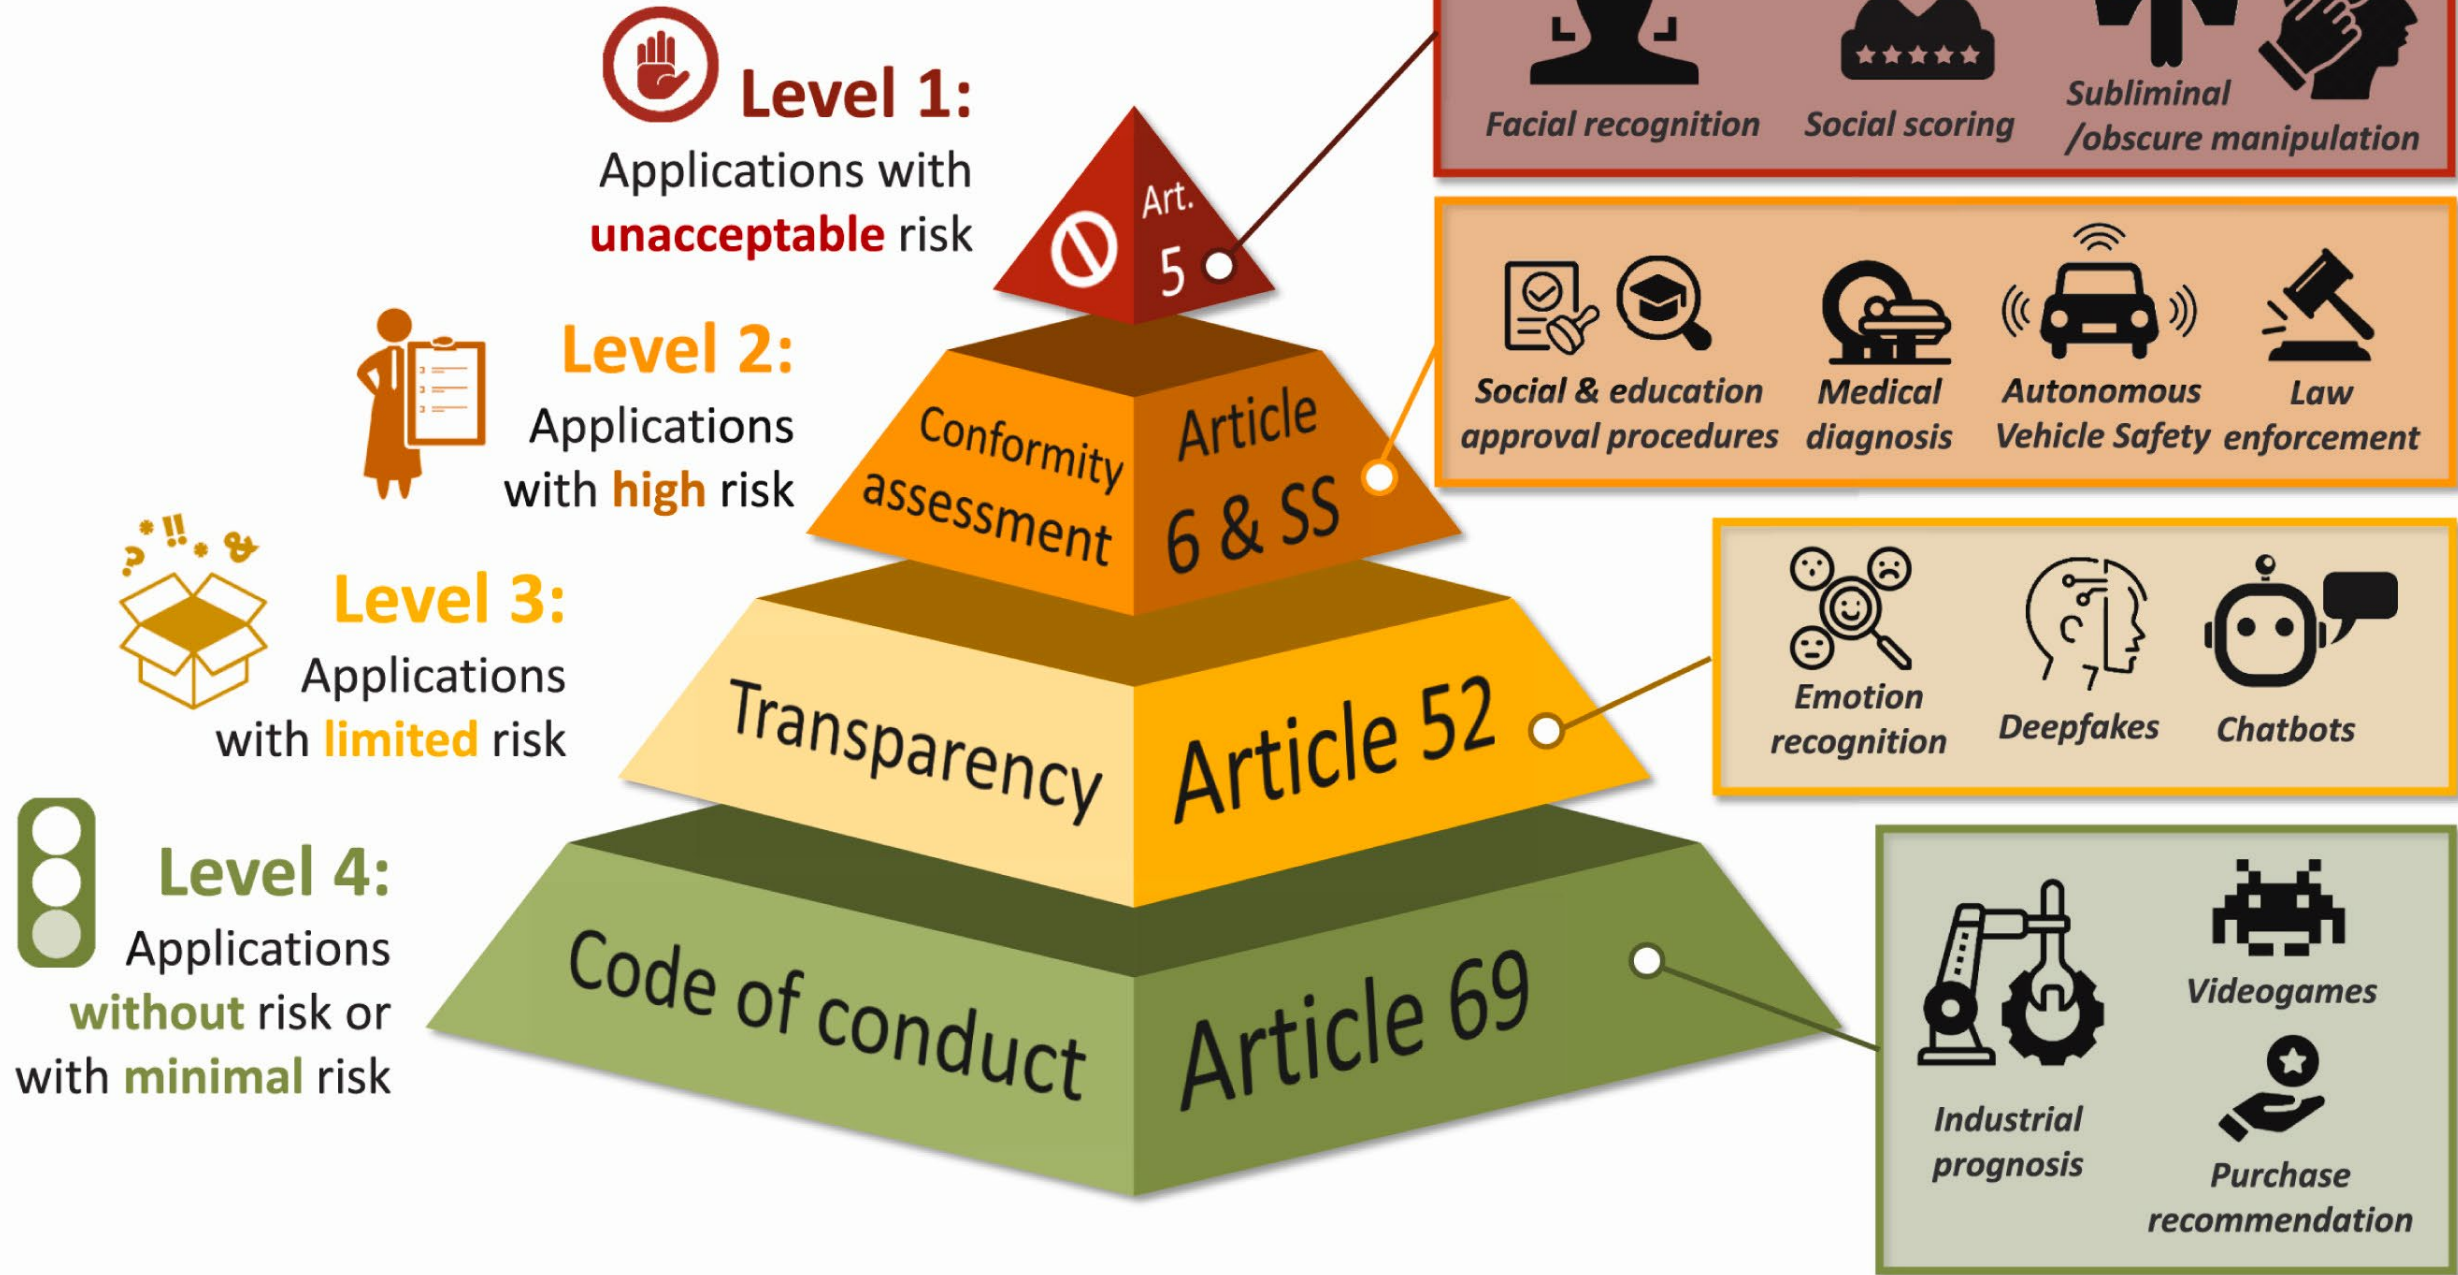 Level 1:
Applications with
unacceptable risk
Art.
5
Facial recognition
Social scoring
Subliminal
/obscure manipulation
Level 2:
Applications
with high risk
Conformity
assessment
Article
6 & SS
Social & education
approval procedures
Medical
diagnosis
Autonomous
Vehicle Safety
Law
enforcement
Level 3:
Applications
with limited risk
Transparency
Article 52
Emotion
recognition
Deepfakes
Chatbots
Level 4:
Applications
without risk or
with minimal risk
Code of conduct
Article 69
Industrial
prognosis
Videogames
Purchase
recommendation